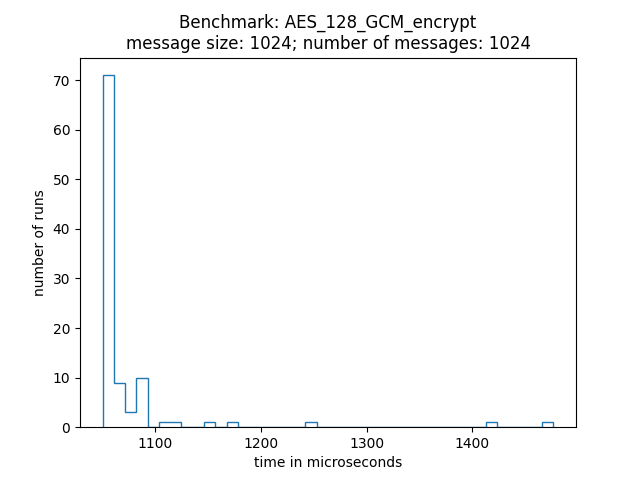 Benchmark: AES_128_GCM_encrypt
message size: 1024; number of messages: 1024
70
60
50
40
30
20
10
0
number of runs
1100 1200 1300 1400
time in microseconds